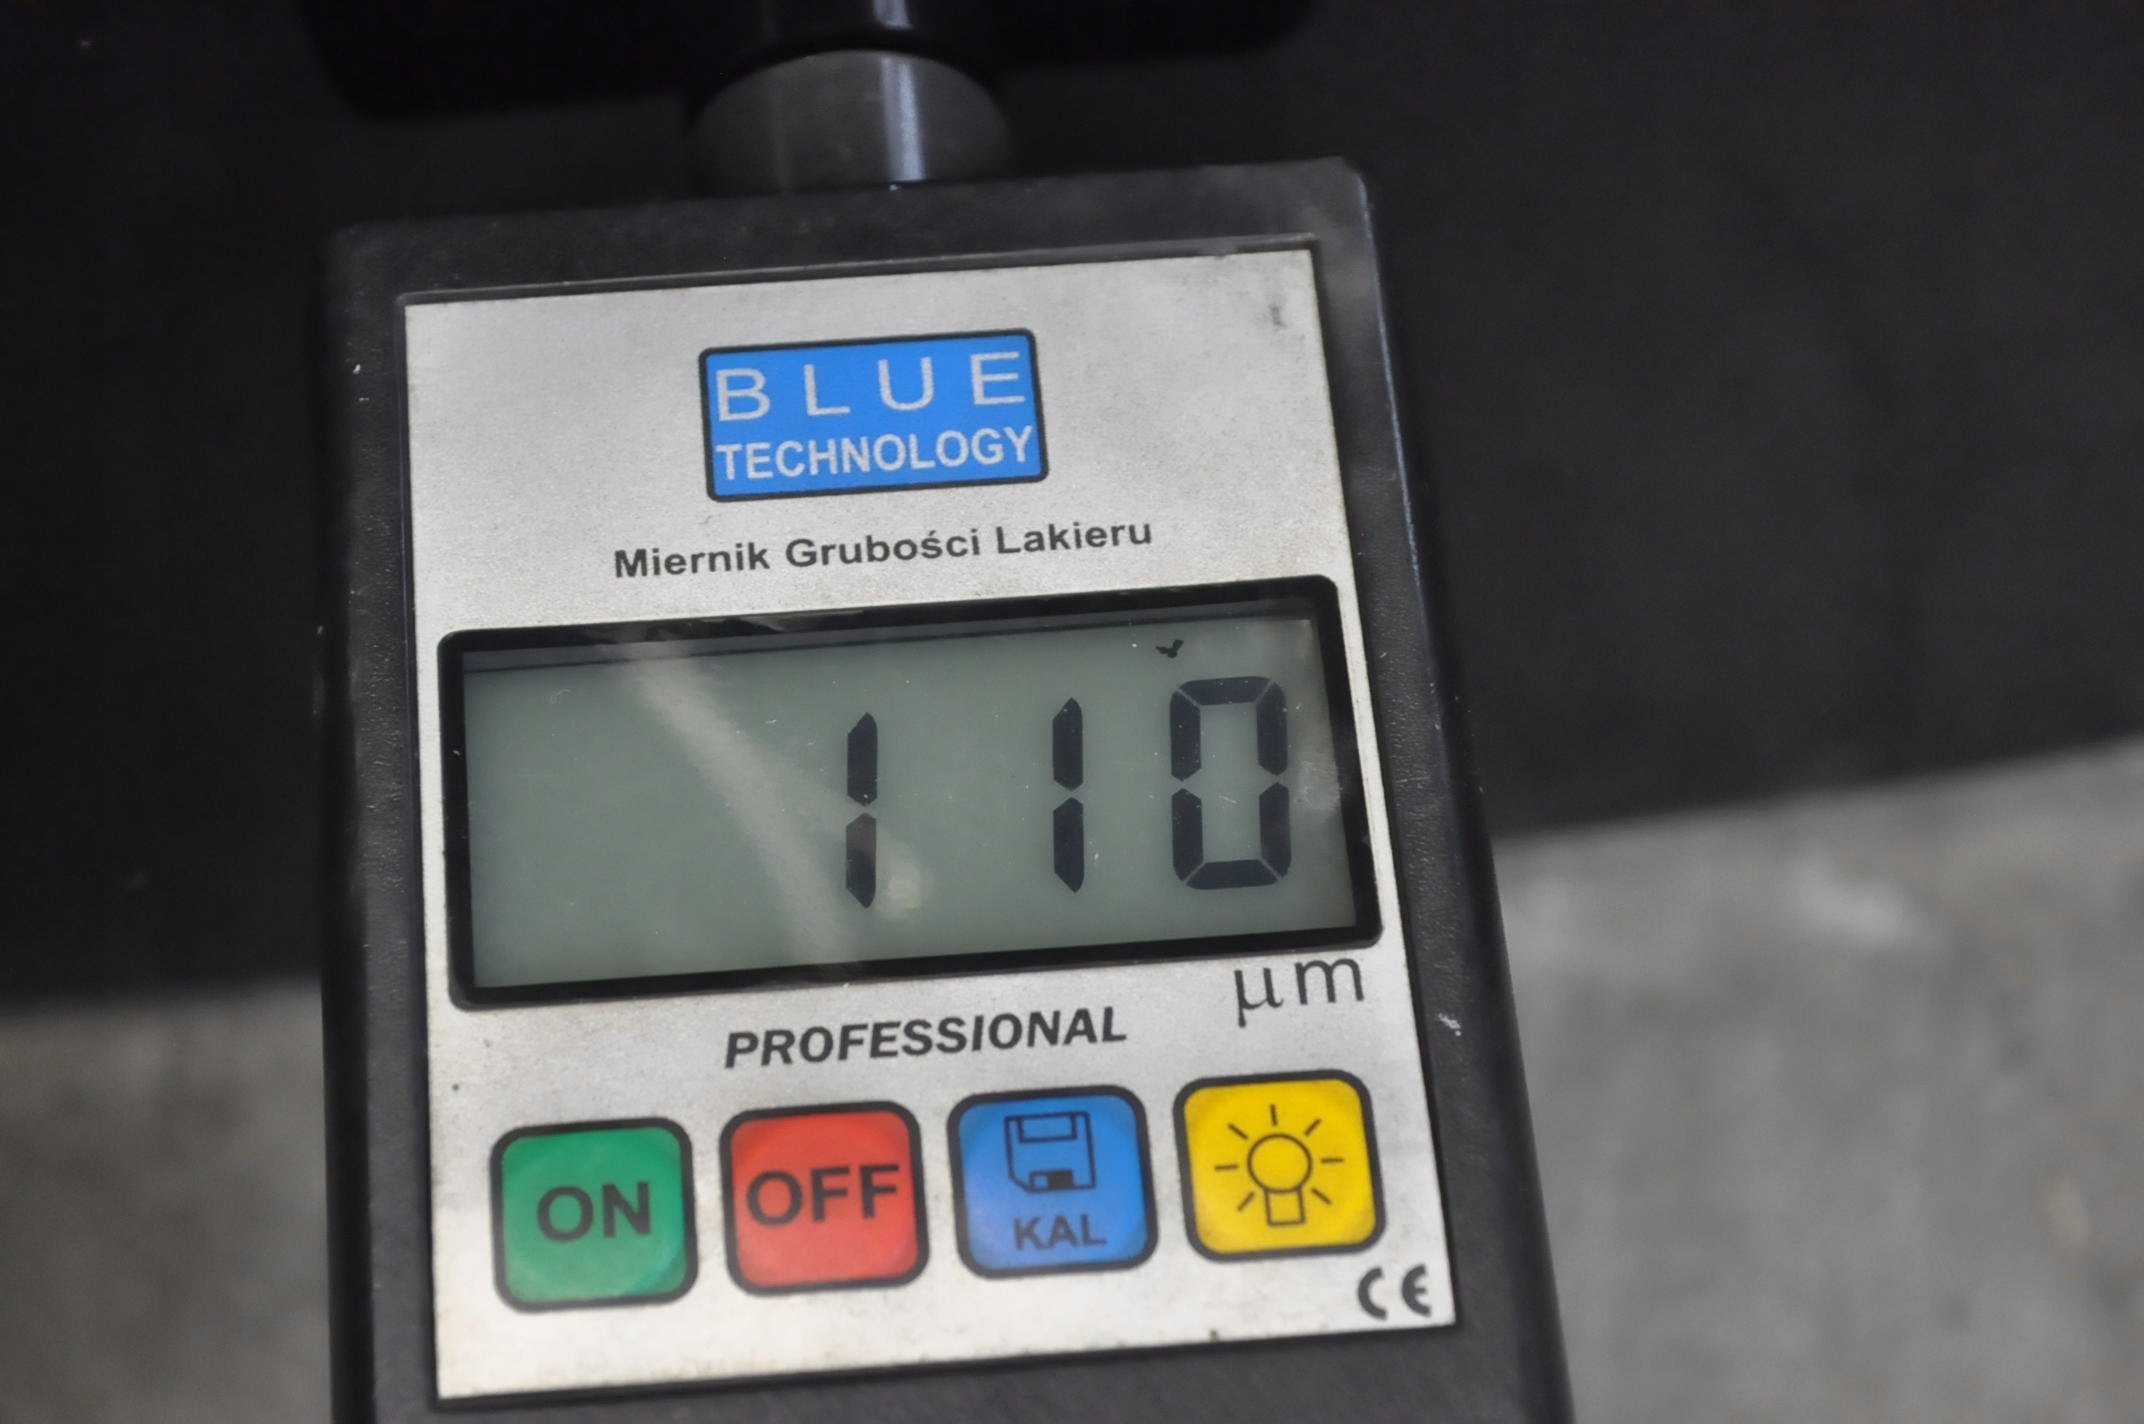 BLUE
TECHNOLOGY
Miernik Grubości Lakieru
110
µm
PROFESSIONAL
ON OFF KAL
CE